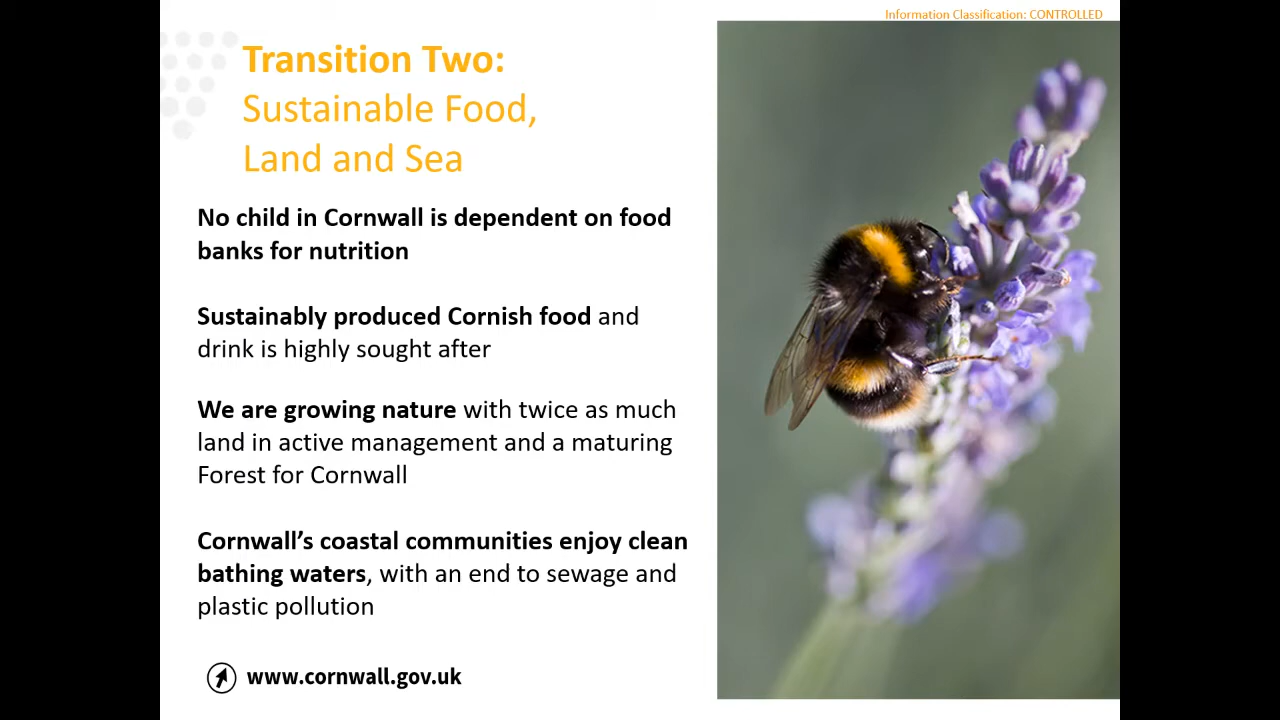 Information Classification: CONTROLLED
Transition Two:
Sustainable Food,
Land and Sea
No child in Cornwall is dependent on food
banks for nutrition
Sustainably produced Cornish food and
drink is highly sought after
We are growing nature with twice as much
land in active management and a maturing
Forest for Cornwall
Cornwall’s coastal communities enjoy clean
bathing waters, with an end to sewage and
plastic pollution
www.cornwall.gov.uk